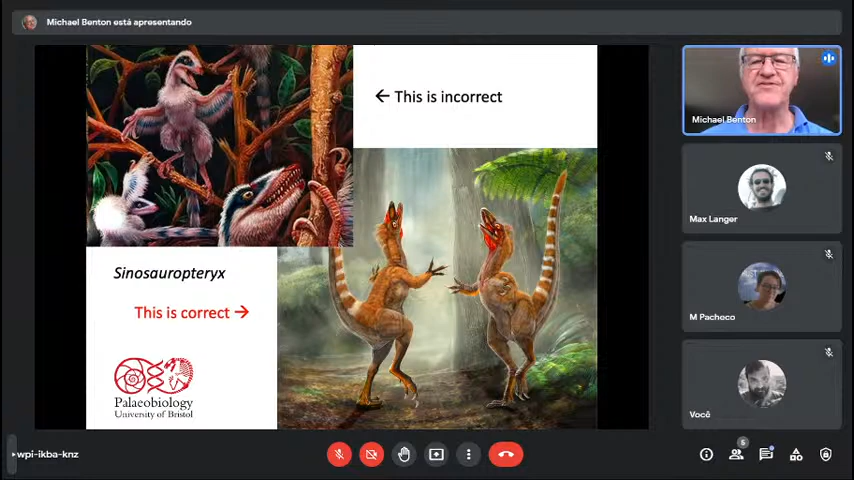 Michael Benton está apresentando
← This is incorrect
Sinosauropteryx
This is correct →
Palaeobiology
University of Bristol
Michael Benton
Max Langer
M Pacheco
Você
wpi-ikba-knz
5